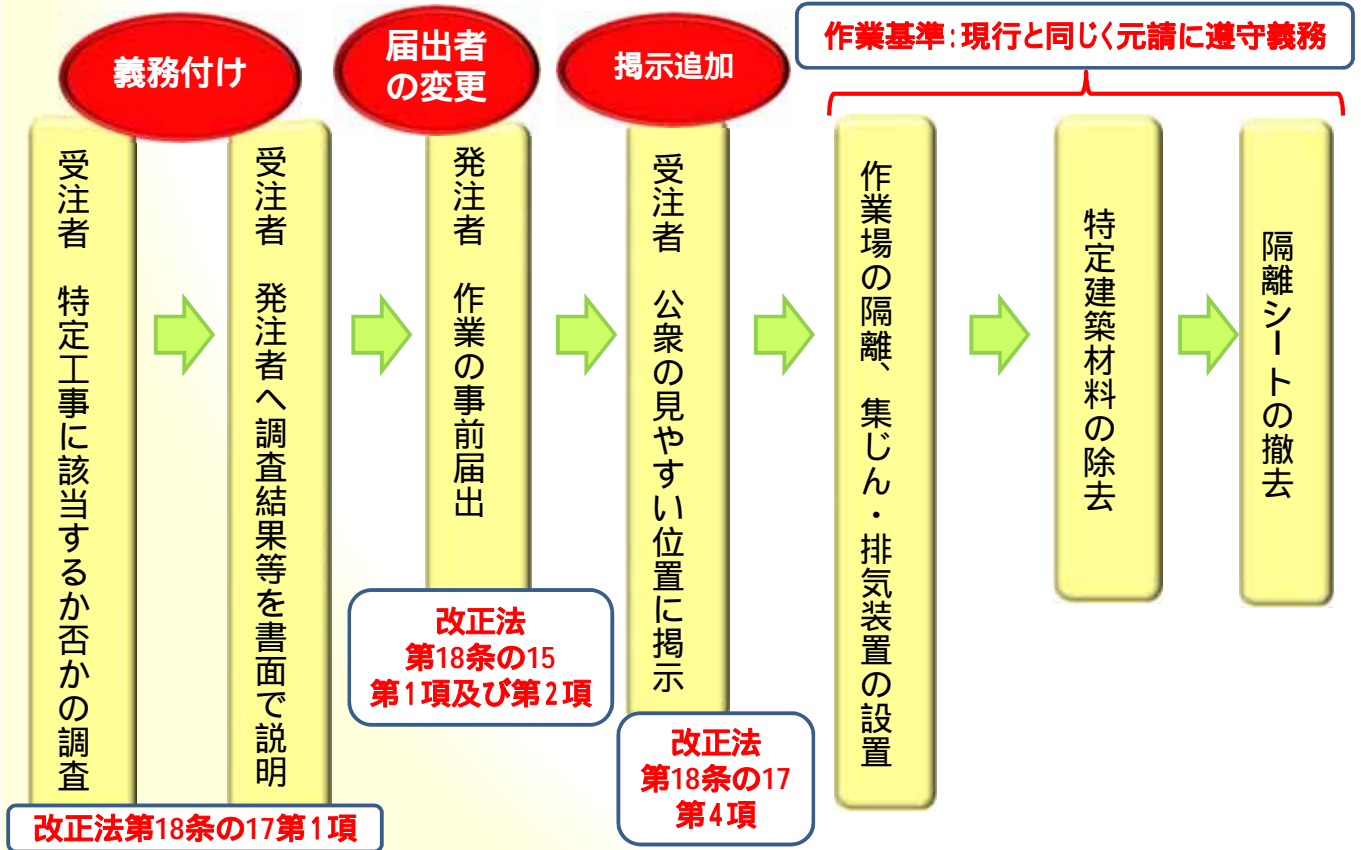 義務付け
届出者
の変更
掲示追加
作業基準：現行と同じく元請に遵守義務
受注者　特定工事に該当するか否かの調査
受注者　発注者へ調査結果等を書面で説明
発注者　作業の事前届出
受注者　公衆の見やすい位置に掲示
作業場の隔離、集じん・排気装置の設置
特定建築材料の除去
隔離シートの撤去
改正法第18条の17第1項
改正法
第18条の15
第1項及び第2項
改正法
第18条の17
第4項